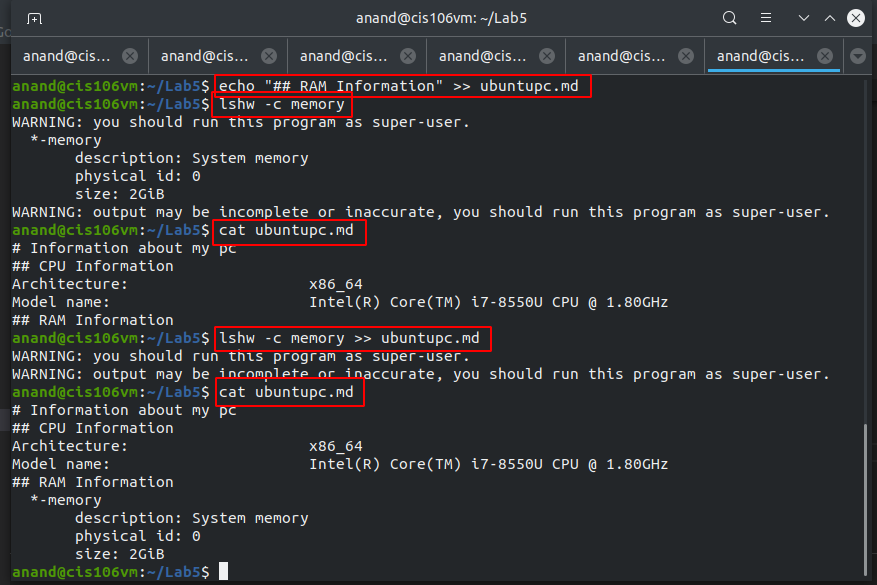 anand@cis106vm: ~/Lab5
anand@cis... anand@cis... anand@cis... anand@cis... anand@cis... anand@cis...
anand@cis106vm:~/Lab5$ echo "## RAM Information" >> ubuntupc.md
anand@cis106vm:~/Lab5$ lshw -c memory
WARNING: you should run this program as super-user.
  *-memory
       description: System memory
       physical id: 0
       size: 2GiB
WARNING: output may be incomplete or inaccurate, you should run this program as super-user.
anand@cis106vm:~/Lab5$ cat ubuntupc.md
# Information about my pc
## CPU Information
Architecture:                    x86_64
Model name:                      Intel(R) Core(TM) i7-8550U CPU @ 1.80GHz
## RAM Information
anand@cis106vm:~/Lab5$ lshw -c memory >> ubuntupc.md
WARNING: you should run this program as super-user.
WARNING: output may be incomplete or inaccurate, you should run this program as super-user.
anand@cis106vm:~/Lab5$ cat ubuntupc.md
# Information about my pc
## CPU Information
Architecture:                    x86_64
Model name:                      Intel(R) Core(TM) i7-8550U CPU @ 1.80GHz
## RAM Information
  *-memory
       description: System memory
       physical id: 0
       size: 2GiB
anand@cis106vm:~/Lab5$